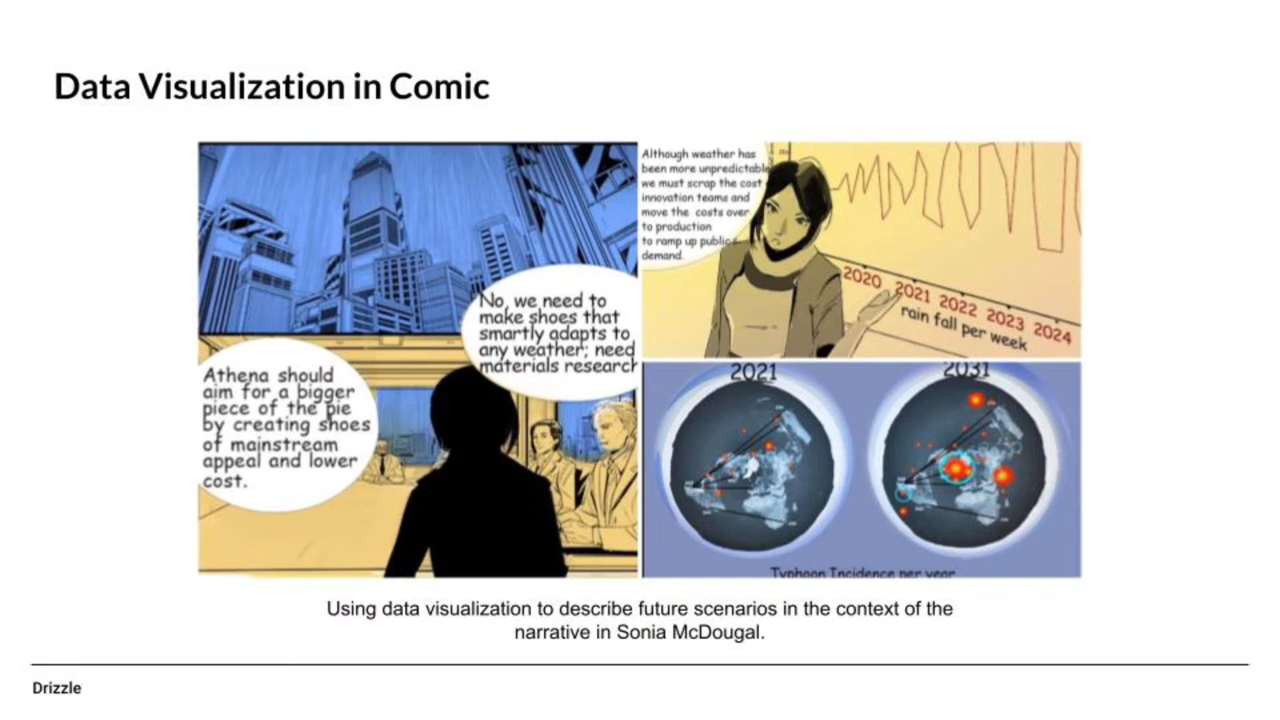 Data Visualization in Comic
No, we need to
make shoes that
smartly adapts to
any weather; need
materials research
Athena should
aim for a bigger
piece of the pie
by creating shoes
of mainstream
appeal and lower
cost.
Although weather has
been more unpredictable
we must scrap the cost
innovation teams and
move the costs over
to production
to ramp up public
demand.
2020 2021 2022 2023 2024
rain fall per week
2021
2031
Typhoon Incidence per year
Using data visualization to describe future scenarios in the context of the
narrative in Sonia McDougal.
Drizzle